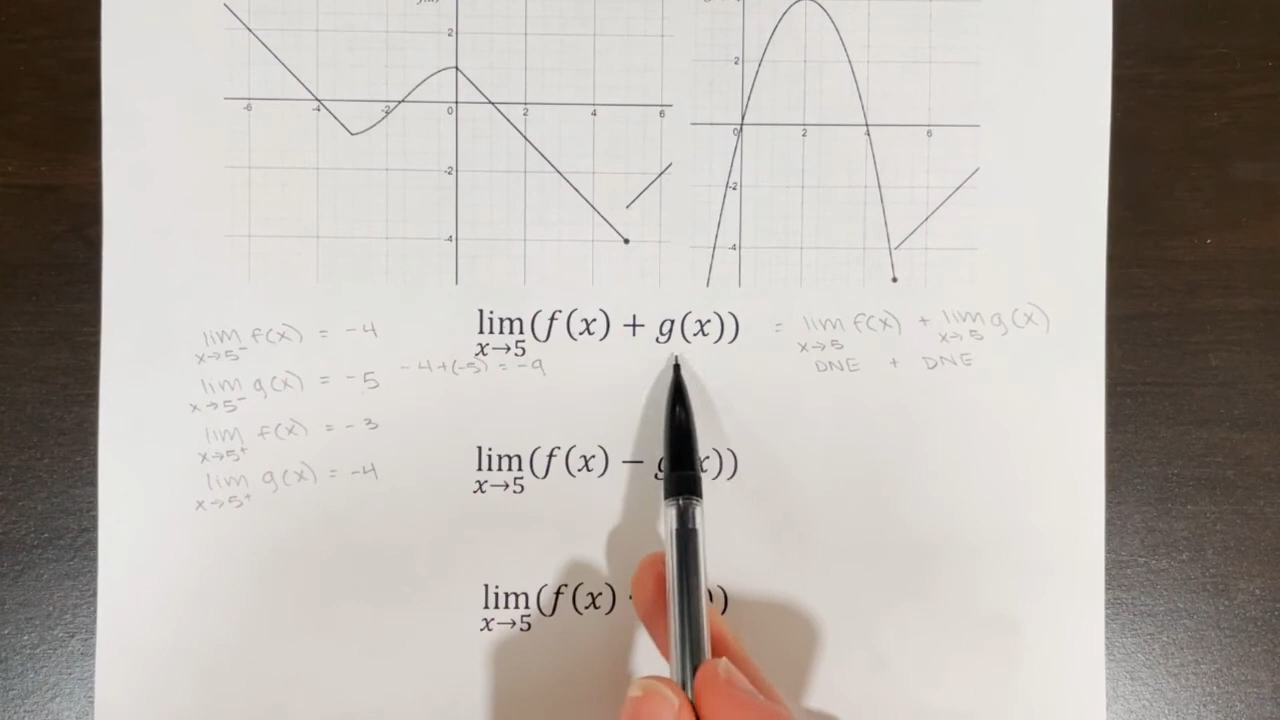 2
-6 -4 -2 0 2 4 6
-2
-4
2
0 2 4 6
-2
-4
lim f(x) = -4
x→5⁻
lim g(x) = -5
x→5⁻
lim f(x) = -3
x→5⁺
lim g(x) = -4
x→5⁺
lim(f(x) + g(x))
x→5
-4+(-5) = -9
= lim f(x) + lim g(x)
x→5 x→5
DNE + DNE
lim(f(x) − g(x))
x→5
lim(f(x) )
x→5